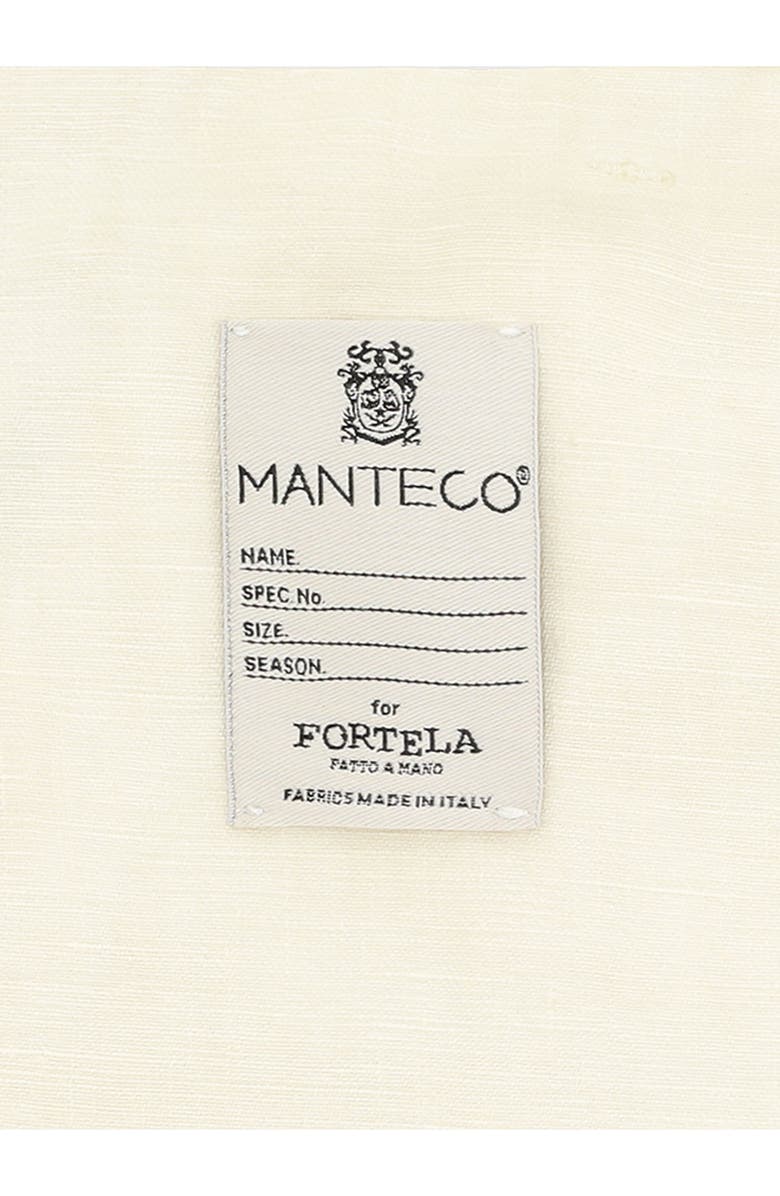 MANTECO®
NAME.
SPEC. No.
SIZE.
SEASON.
for
FORTELA
FATTO A MANO
FABRICS MADE IN ITALY